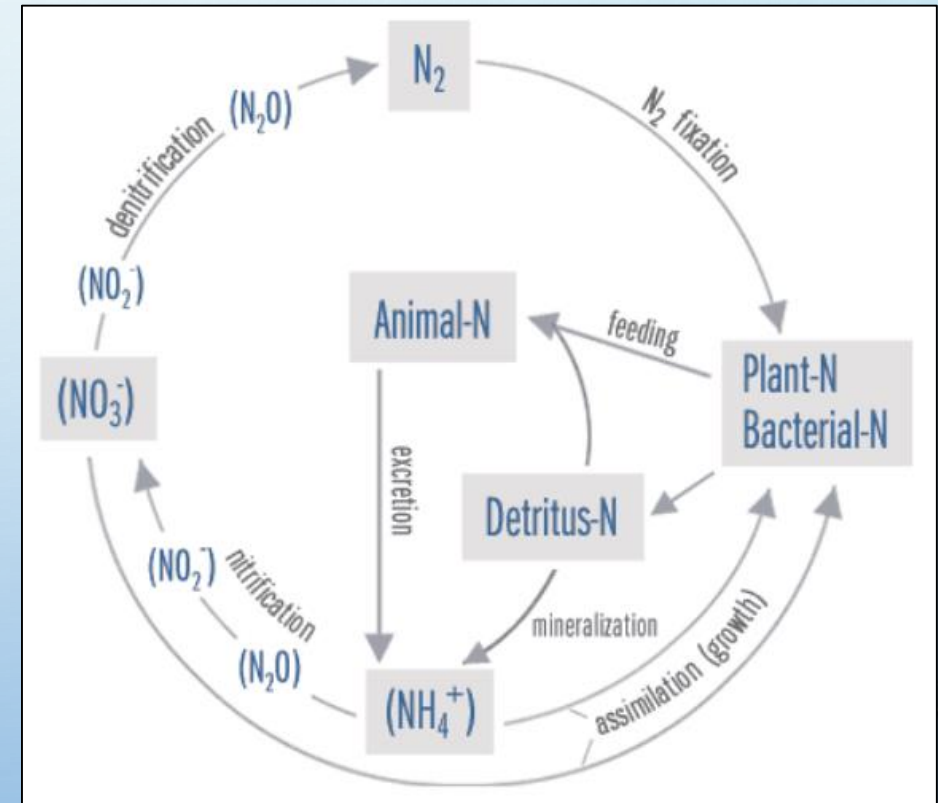 N₂
(N₂O)
N₂ fixation
denitrification
(NO₂⁻)
Animal-N
feeding
Plant-N
Bacterial-N
(NO₃⁻)
excretion
Detritus-N
(NO₂⁻)
nitrification
mineralization
(N₂O)
(NH₄⁺)
assimilation (growth)